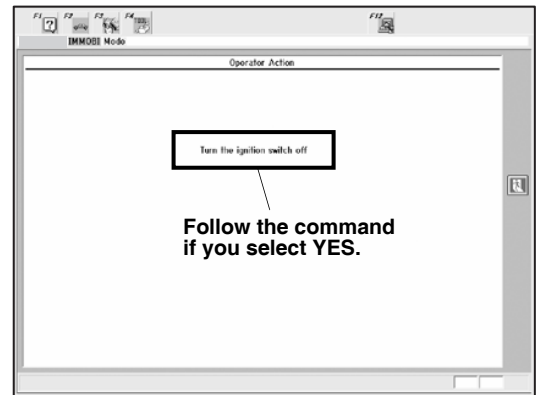 F1 F2 F3 F4 F12
IMMOBI Mode
Operator Action
Turn the ignition switch off
Follow the command
if you select YES.